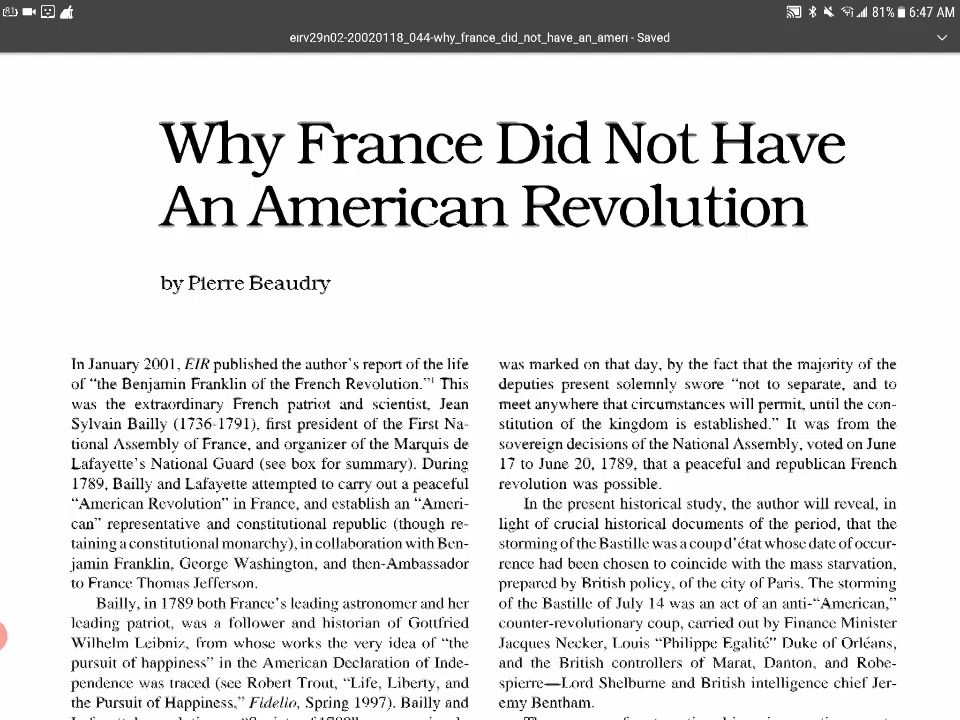 81% 6:47 AM
eirv29n02-20020118_044-why_france_did_not_have_an_ameri - Saved
Why France Did Not Have
An American Revolution
by Pierre Beaudry
In January 2001, EIR published the author's report of the life
of “the Benjamin Franklin of the French Revolution.”1 This
was the extraordinary French patriot and scientist, Jean
Sylvain Bailly (1736-1791), first president of the First Na-
tional Assembly of France, and organizer of the Marquis de
Lafayette's National Guard (see box for summary). During
1789, Bailly and Lafayette attempted to carry out a peaceful
“American Revolution” in France, and establish an “Ameri-
can” representative and constitutional republic (though re-
taining a constitutional monarchy), in collaboration with Ben-
jamin Franklin, George Washington, and then-Ambassador
to France Thomas Jefferson.
Bailly, in 1789 both France's leading astronomer and her
leading patriot, was a follower and historian of Gottfried
Wilhelm Leibniz, from whose works the very idea of “the
pursuit of happiness” in the American Declaration of Inde-
pendence was traced (see Robert Trout, “Life, Liberty, and
the Pursuit of Happiness,” Fidelio, Spring 1997). Bailly and
was marked on that day, by the fact that the majority of the
deputies present solemnly swore “not to separate, and to
meet anywhere that circumstances will permit, until the con-
stitution of the kingdom is established.” It was from the
sovereign decisions of the National Assembly, voted on June
17 to June 20, 1789, that a peaceful and republican French
revolution was possible.
In the present historical study, the author will reveal, in
light of crucial historical documents of the period, that the
storming of the Bastille was a coup d'état whose date of occur-
rence had been chosen to coincide with the mass starvation,
prepared by British policy, of the city of Paris. The storming
of the Bastille of July 14 was an act of an anti-“American,”
counter-revolutionary coup, carried out by Finance Minister
Jacques Necker, Louis “Philippe Egalité” Duke of Orléans,
and the British controllers of Marat, Danton, and Robe-
spierre—Lord Shelburne and British intelligence chief Jer-
emy Bentham.